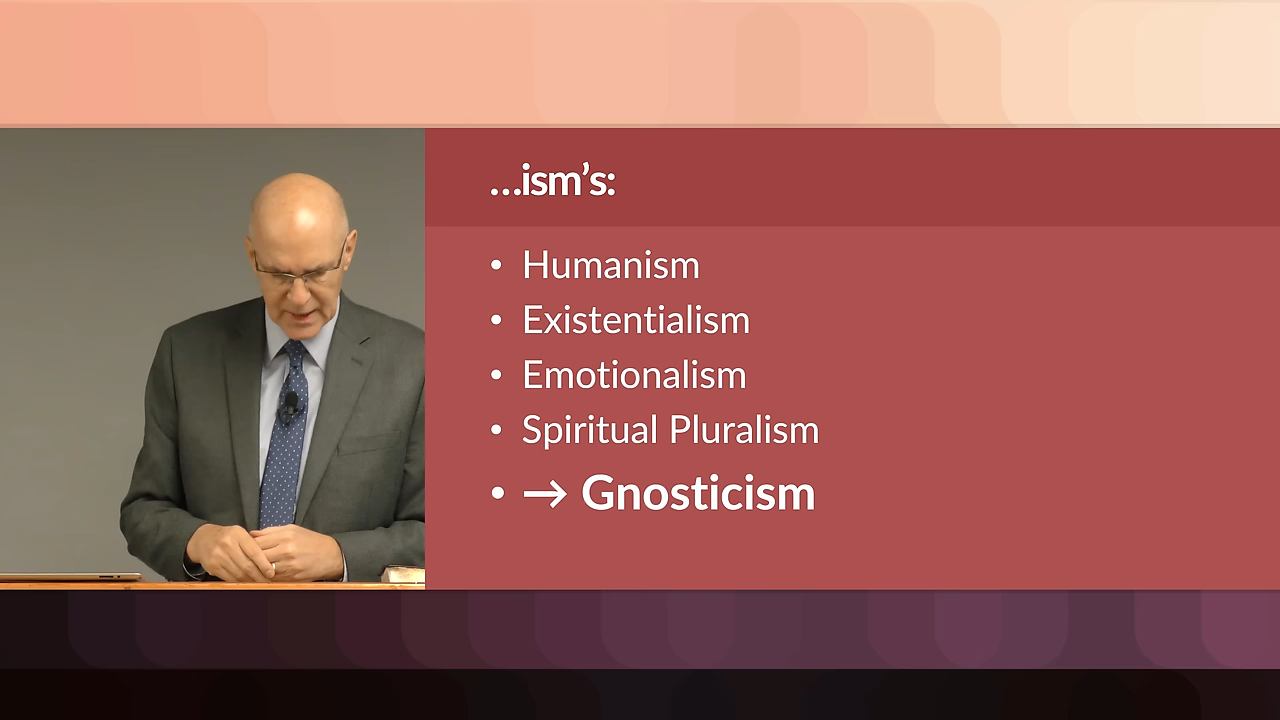 …ism’s:
• Humanism
• Existentialism
• Emotionalism
• Spiritual Pluralism
• → Gnosticism